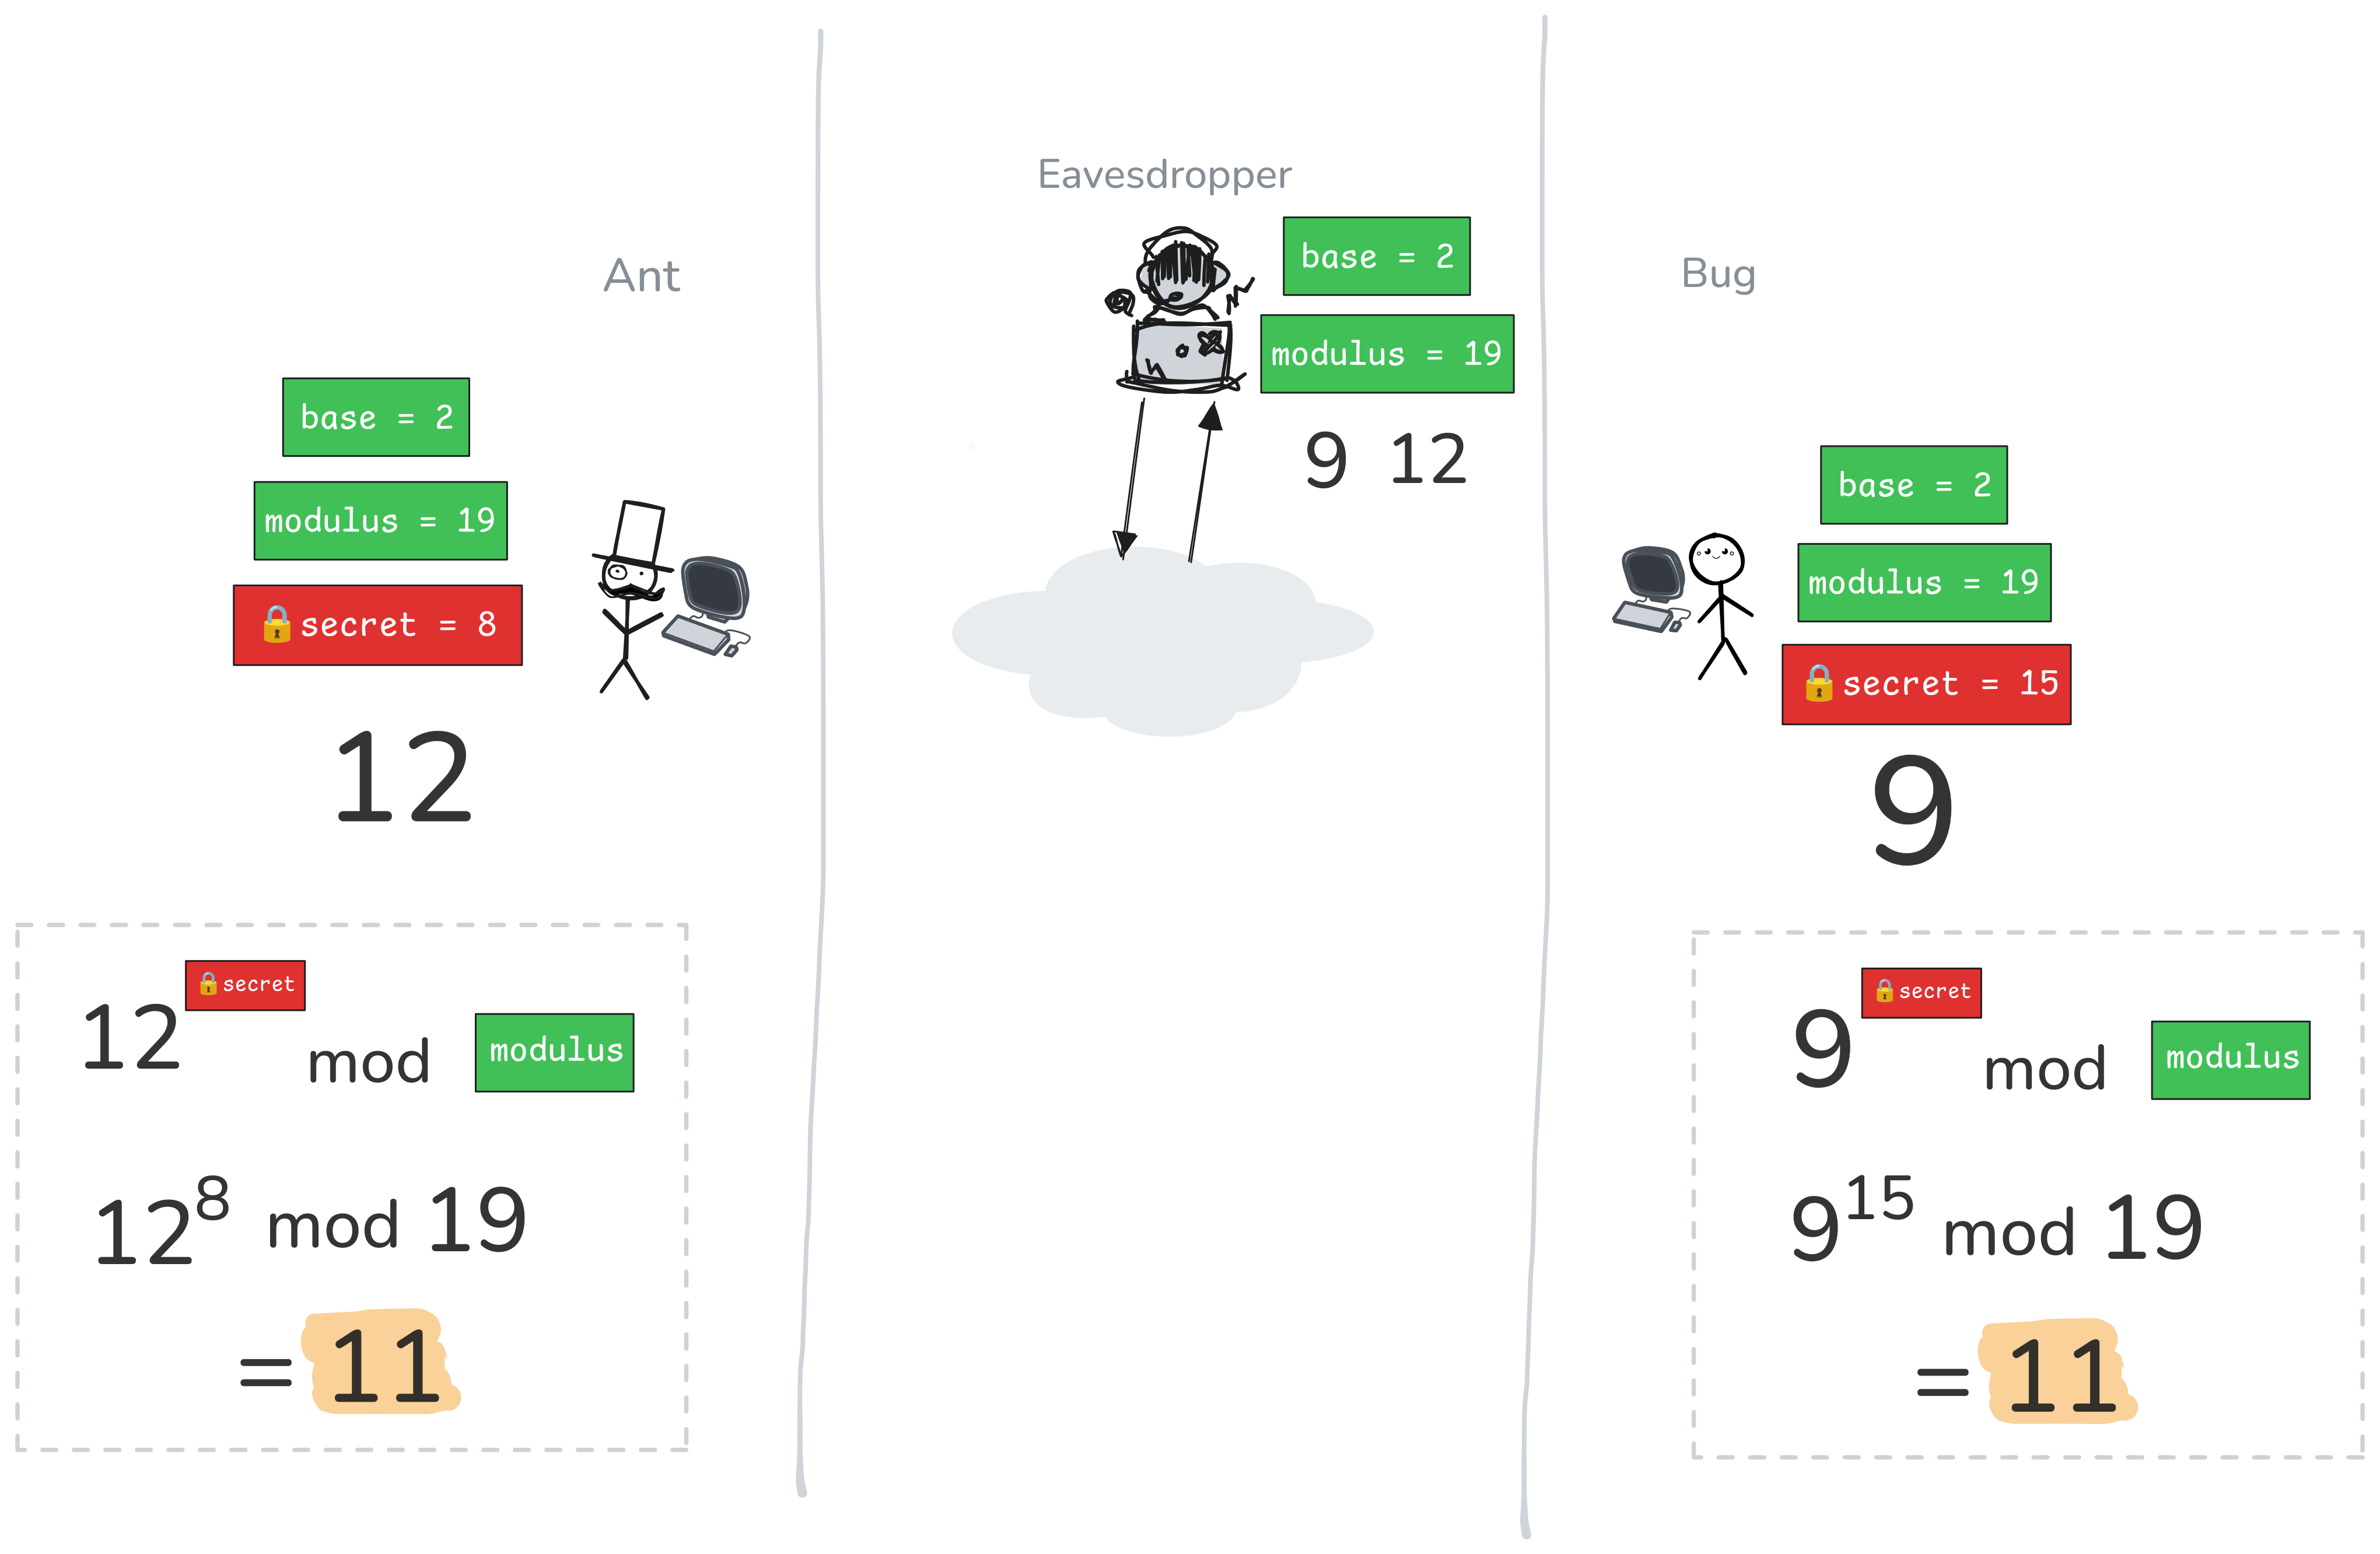 Ant
base = 2
modulus = 19
🔒secret = 8
12
12^🔒secret mod modulus
12^8 mod 19
= 11
Eavesdropper
base = 2
modulus = 19
9 12
Bug
base = 2
modulus = 19
🔒secret = 15
9
9^🔒secret mod modulus
9^15 mod 19
= 11